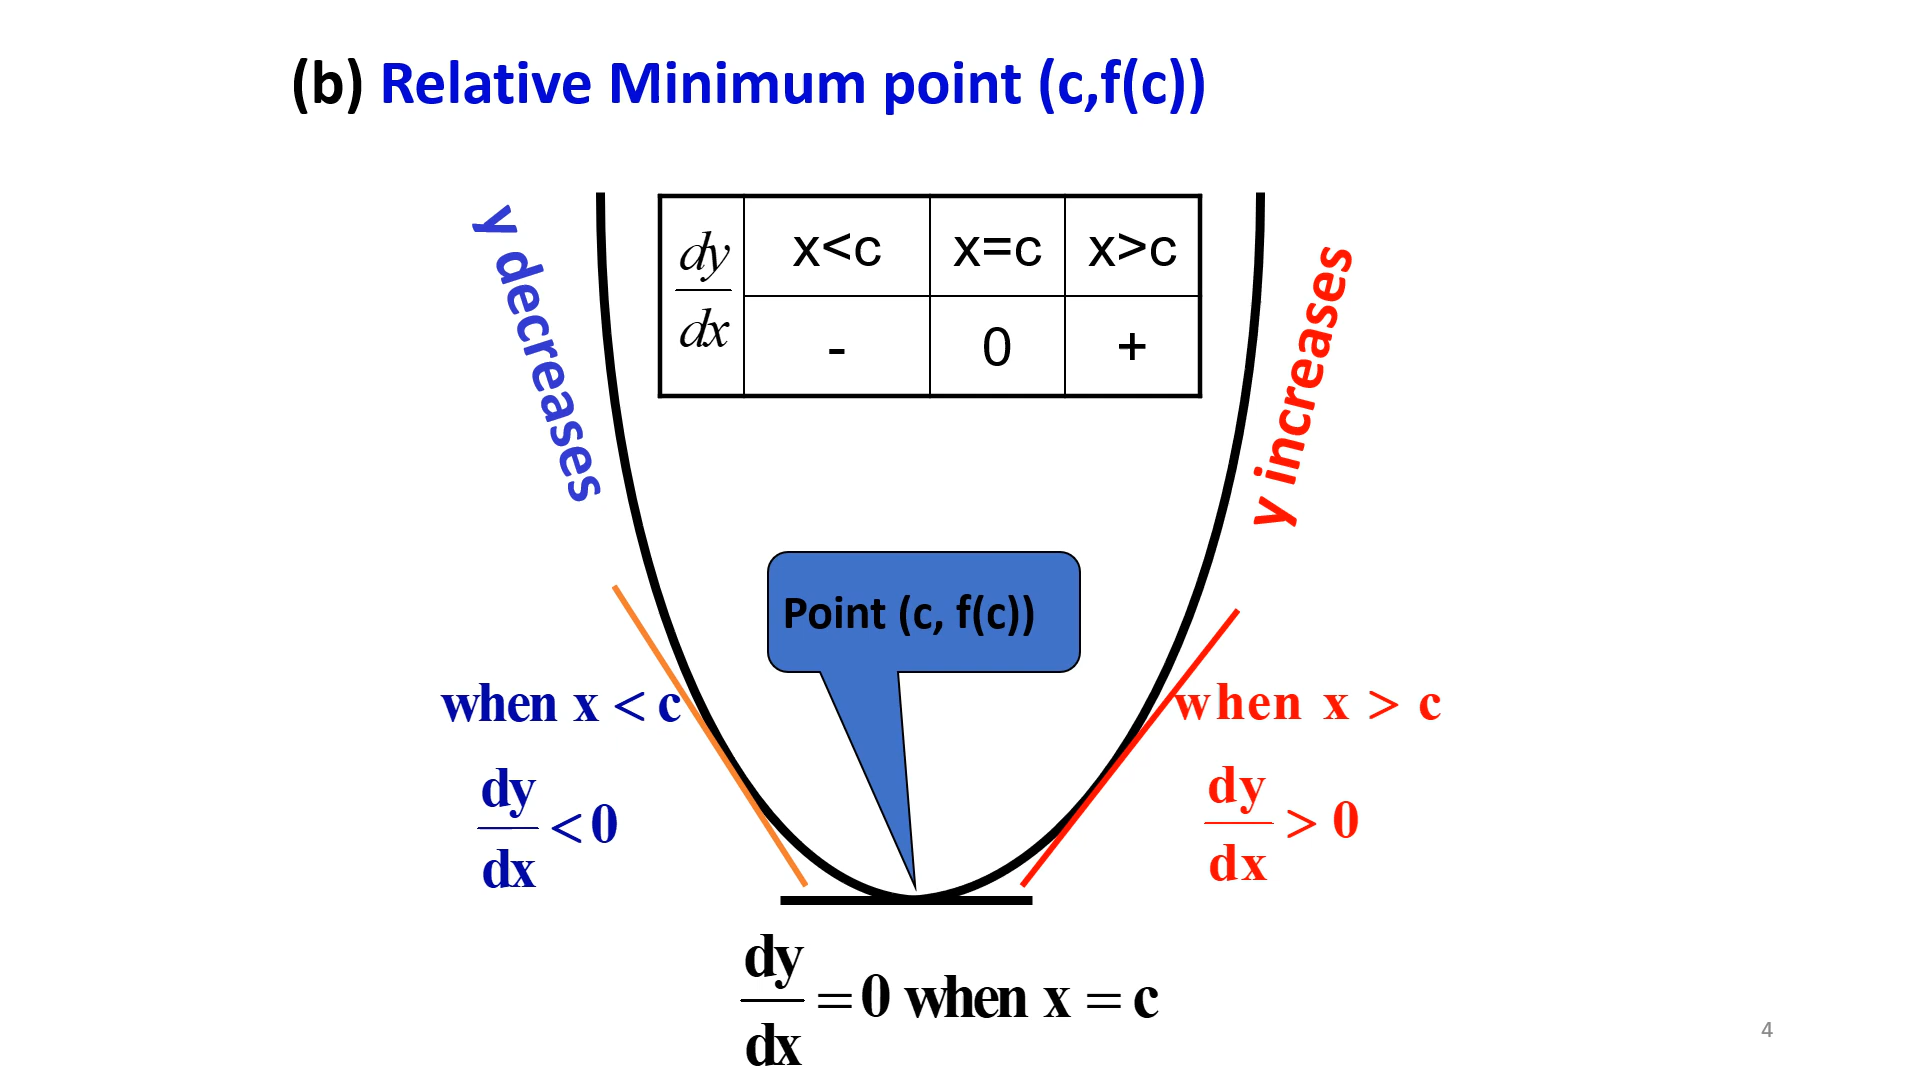 (b) Relative Minimum point (c,f(c))
y decreases
dy/dx x<c x=c x>c
- 0 +
y increases
Point (c, f(c))
when x < c
dy/dx < 0
when x > c
dy/dx > 0
dy/dx = 0 when x = c
4